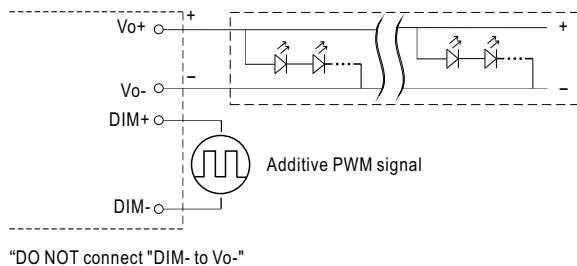 Vo+
+
+
−
−
Vo-
DIM+
Additive PWM signal
DIM-
“DO NOT connect "DIM- to Vo-"